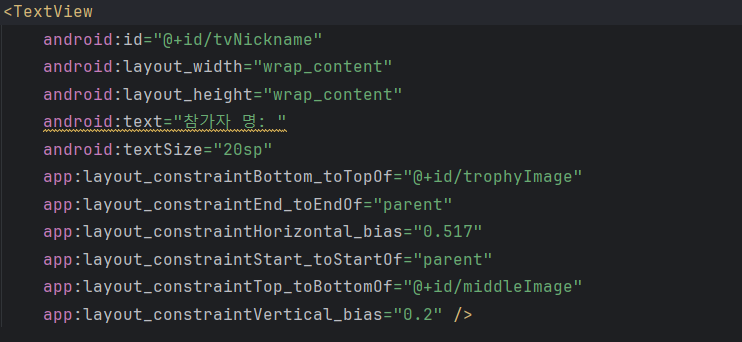 <TextView
android:id="@+id/tvNickname"
android:layout_width="wrap_content"
android:layout_height="wrap_content"
android:text="참가자 명: "
android:textSize="20sp"
app:layout_constraintBottom_toTopOf="@+id/trophyImage"
app:layout_constraintEnd_toEndOf="parent"
app:layout_constraintHorizontal_bias="0.517"
app:layout_constraintStart_toStartOf="parent"
app:layout_constraintTop_toBottomOf="@+id/middleImage"
app:layout_constraintVertical_bias="0.2" />